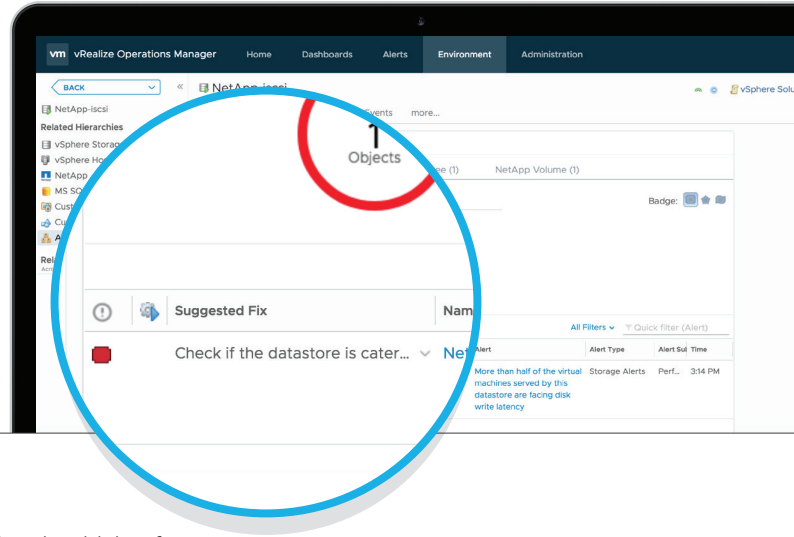 vm vRealize Operations Manager Home Dashboards Alerts Environment Administration
BACK
NetApp-iscsi
vSphere Solu
NetApp-iscsi
Events more...
Related Hierarchies
1
Objects
vSphere Storag
vSphere Ho
(1) NetApp Volume (1)
NetApp
MS SQ
Badge:
Cust
Cu
A
Rel
Suggested Fix
Nam
All Filters Quick filter (Alert)
Alert Alert Type Alert Sul Time
Check if the datastore is cater...
Net
More than half of the virtual Storage Alerts Perf... 3:14 PM
machines served by this
datastore are facing disk
write latency